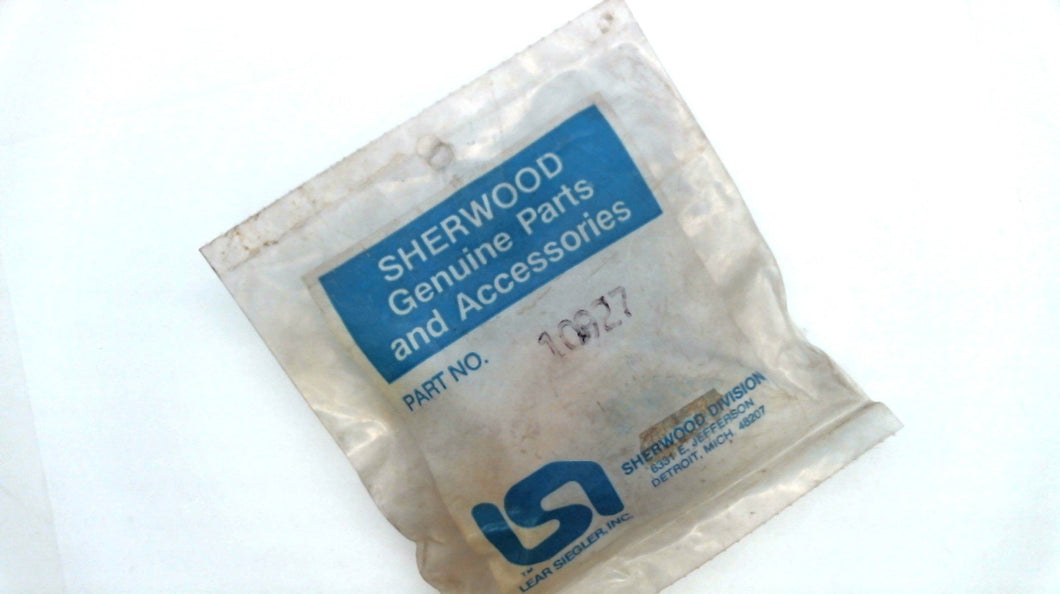 SHERWOOD
Genuine Parts
and Accessories
PART NO. 10927
SHERWOOD DIVISION
6331 E. JEFFERSON
DETROIT, MICH. 48207
LSI
TM
LEAR SIEGLER, INC.